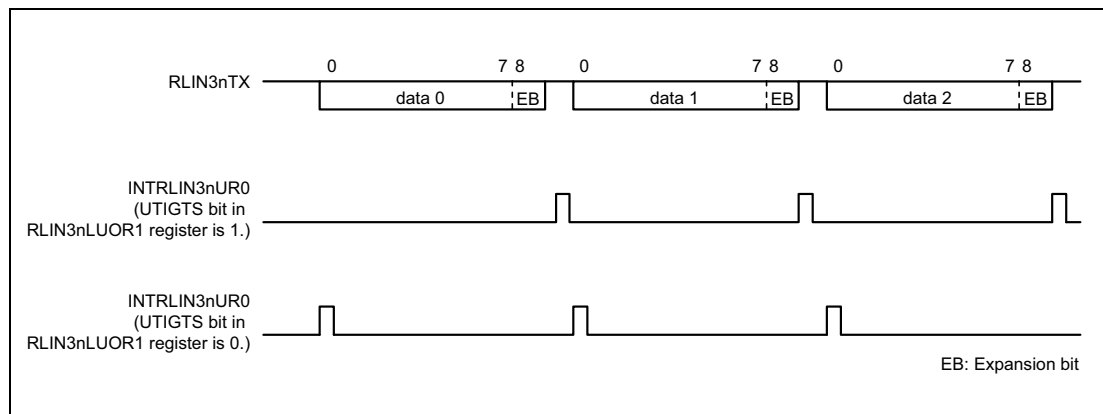 0 7 8 0 7 8 0 7 8
RLIN3nTX
data 0 EB data 1 EB data 2 EB
INTRLIN3nUR0
(UTIGTS bit in
RLIN3nLUOR1 register is 1.)
INTRLIN3nUR0
(UTIGTS bit in
RLIN3nLUOR1 register is 0.)
EB: Expansion bit